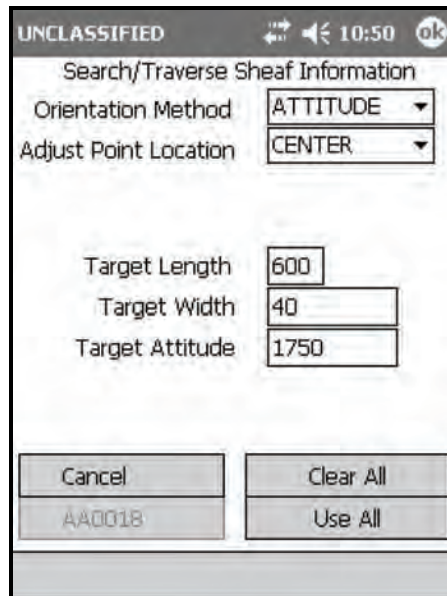 UNCLASSIFIED 10:50 ok
Search/Traverse Sheaf Information
Orientation Method ATTITUDE
Adjust Point Location CENTER
Target Length 600
Target Width 40
Target Attitude 1750
Cancel Clear All
AA0018 Use All